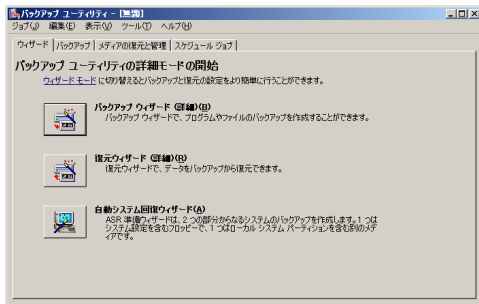 バックアップ ユーティリティ - [無題]
ジョブ(J) 編集(E) 表示(V) ツール(T) ヘルプ(H)
ウィザード バックアップ メディアの復元と管理 スケジュール ジョブ
バックアップ ユーティリティの詳細モードの開始
ウィザード モード に切り替えるとバックアップと復元の設定をより簡単に行うことができます。
バックアップ ウィザード (詳細)(B)
バックアップ ウィザードで、プログラムやファイルのバックアップを作成することができます。
復元ウィザード (詳細)(R)
復元ウィザードで、データをバックアップから復元できます。
自動システム回復ウィザード(A)
ASR 準備ウィザードは、2 つの部分からなるシステムのバックアップを作成します。1 つは
システム設定を含むフロッピーで、1 つはローカル システム パーティションを含む別のメデ
ィアです。